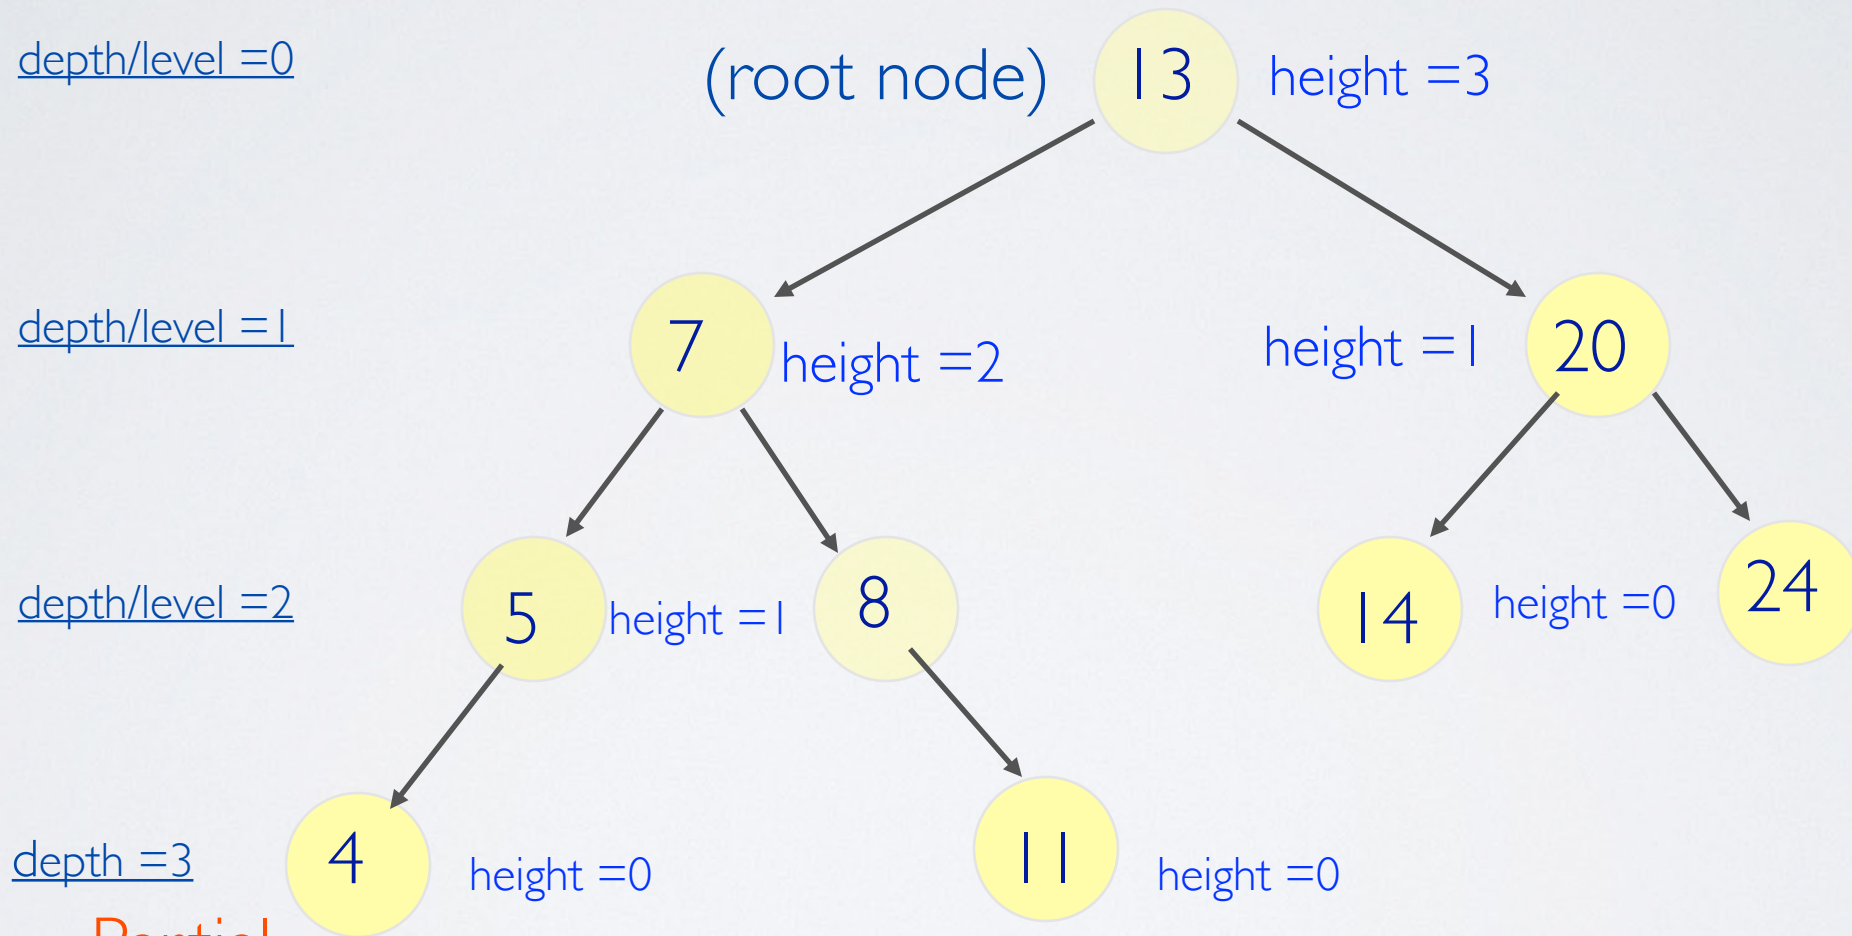 depth/level =0
(root node) 13 height =3
depth/level =1
7 height =2
height =1 20
depth/level =2
5 height =1 8
14 height =0 24
depth =3
4 height =0
11 height =0
Partial